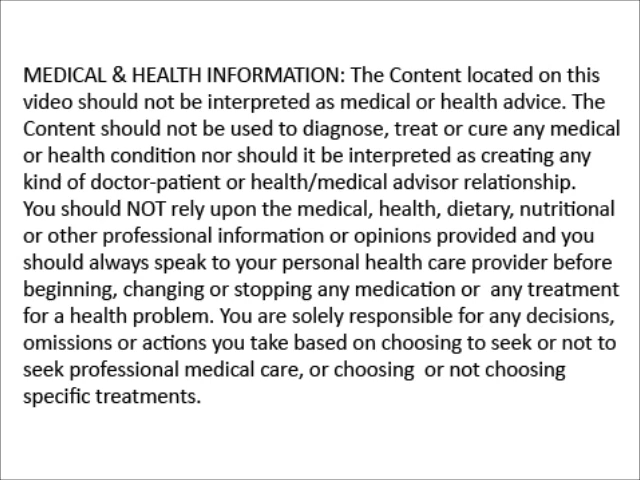 MEDICAL & HEALTH INFORMATION: The Content located on this
video should not be interpreted as medical or health advice. The
Content should not be used to diagnose, treat or cure any medical
or health condition nor should it be interpreted as creating any
kind of doctor-patient or health/medical advisor relationship.
You should NOT rely upon the medical, health, dietary, nutritional
or other professional information or opinions provided and you
should always speak to your personal health care provider before
beginning, changing or stopping any medication or  any treatment
for a health problem. You are solely responsible for any decisions,
omissions or actions you take based on choosing to seek or not to
seek professional medical care, or choosing  or not choosing
specific treatments.